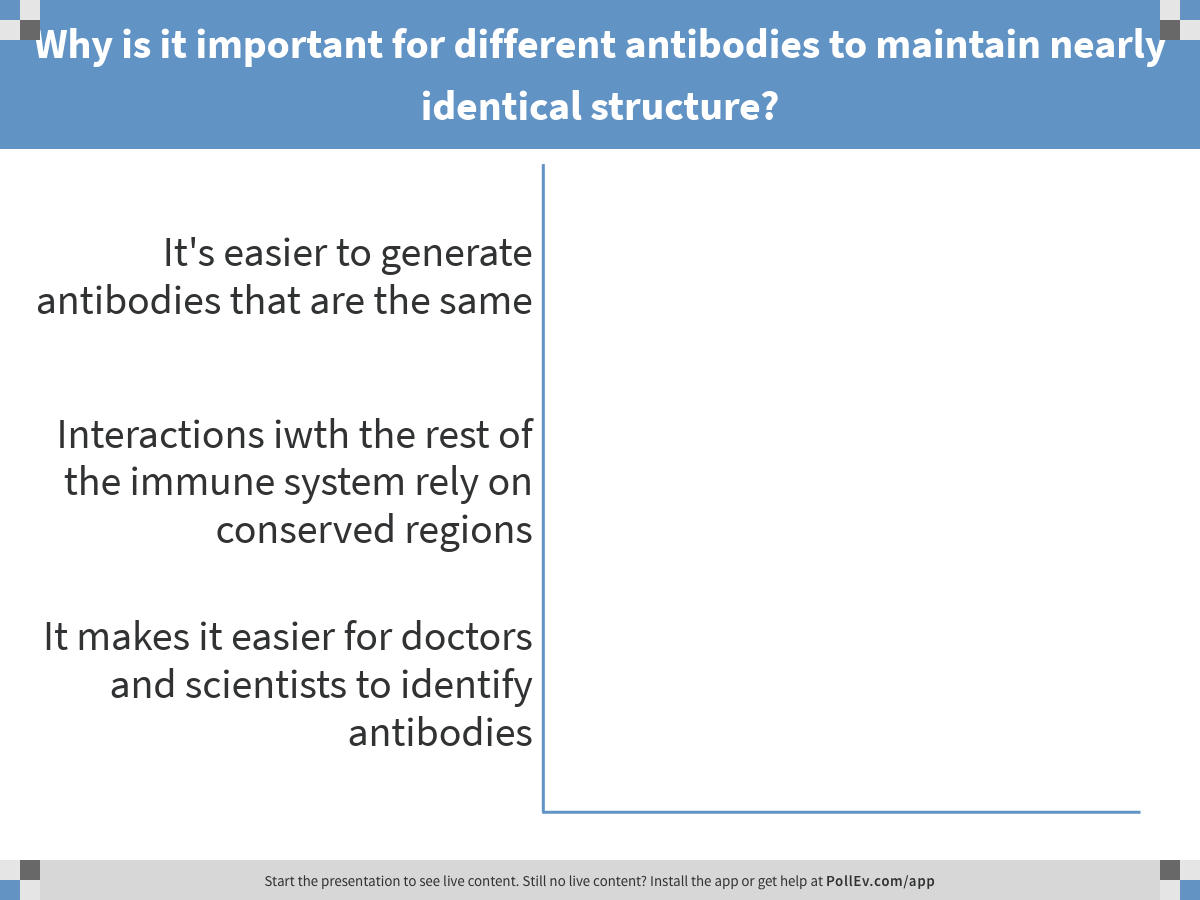 Why is it important for different antibodies to maintain nearly
identical structure?
It's easier to generate
antibodies that are the same
Interactions iwth the rest of
the immune system rely on
conserved regions
It makes it easier for doctors
and scientists to identify
antibodies
Start the presentation to see live content. Still no live content? Install the app or get help at PollEv.com/app